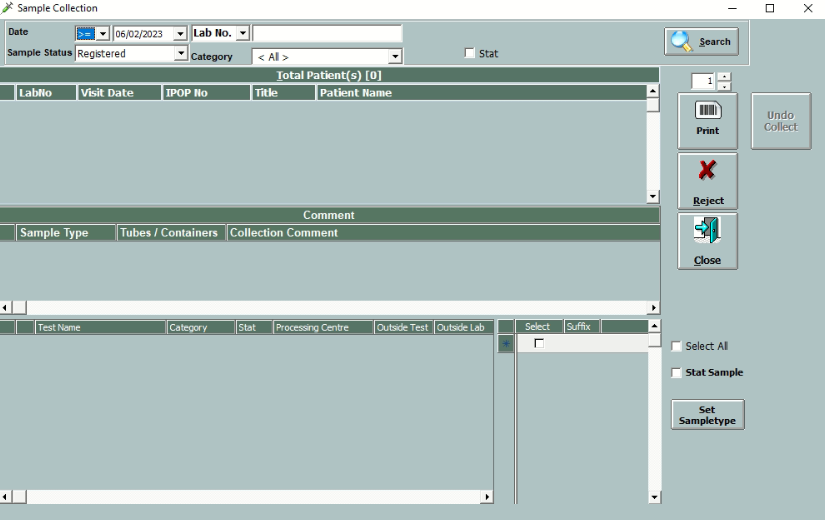 Sample Collection
Date >= 06/02/2023 Lab No.
Sample Status Registered Category < All > Stat
Search
Total Patient(s) [0]
LabNo Visit Date IPOP No Title Patient Name
1
Print
Undo Collect
Reject
Close
Comment
Sample Type Tubes / Containers Collection Comment
Test Name Category Stat Processing Centre Outside Test Outside Lab Select Suffix
Select All
Stat Sample
Set
Sampletype